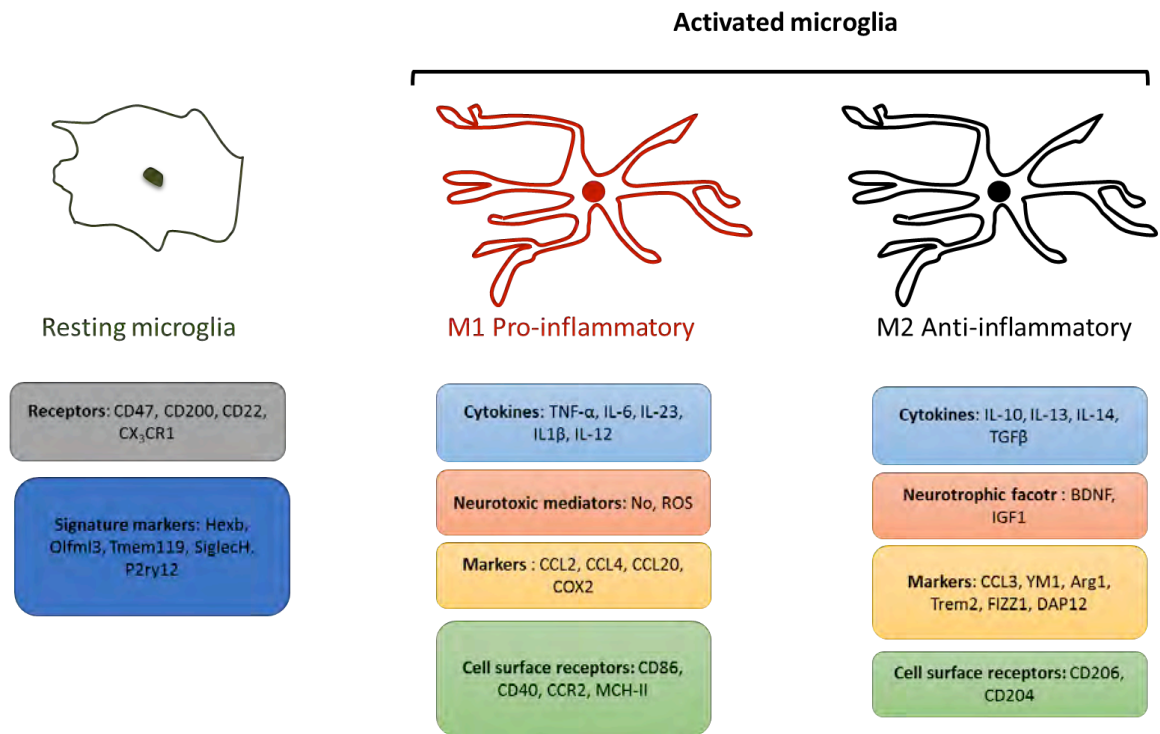 Activated microglia
Resting microglia
M1 Pro-inflammatory
M2 Anti-inflammatory
Receptors: CD47, CD200, CD22,
CX₃CR1
Signature markers: Hexb,
Olfml3, Tmem119, SiglecH,
P2ry12
Cytokines: TNF-α, IL-6, IL-23,
IL1β, IL-12
Neurotoxic mediators: No, ROS
Markers : CCL2, CCL4, CCL20,
COX2
Cell surface receptors: CD86,
CD40, CCR2, MCH-II
Cytokines: IL-10, IL-13, IL-14,
TGFβ
Neurotrophic facotr : BDNF,
IGF1
Markers: CCL3, YM1, Arg1,
Trem2, FIZZ1, DAP12
Cell surface receptors: CD206,
CD204